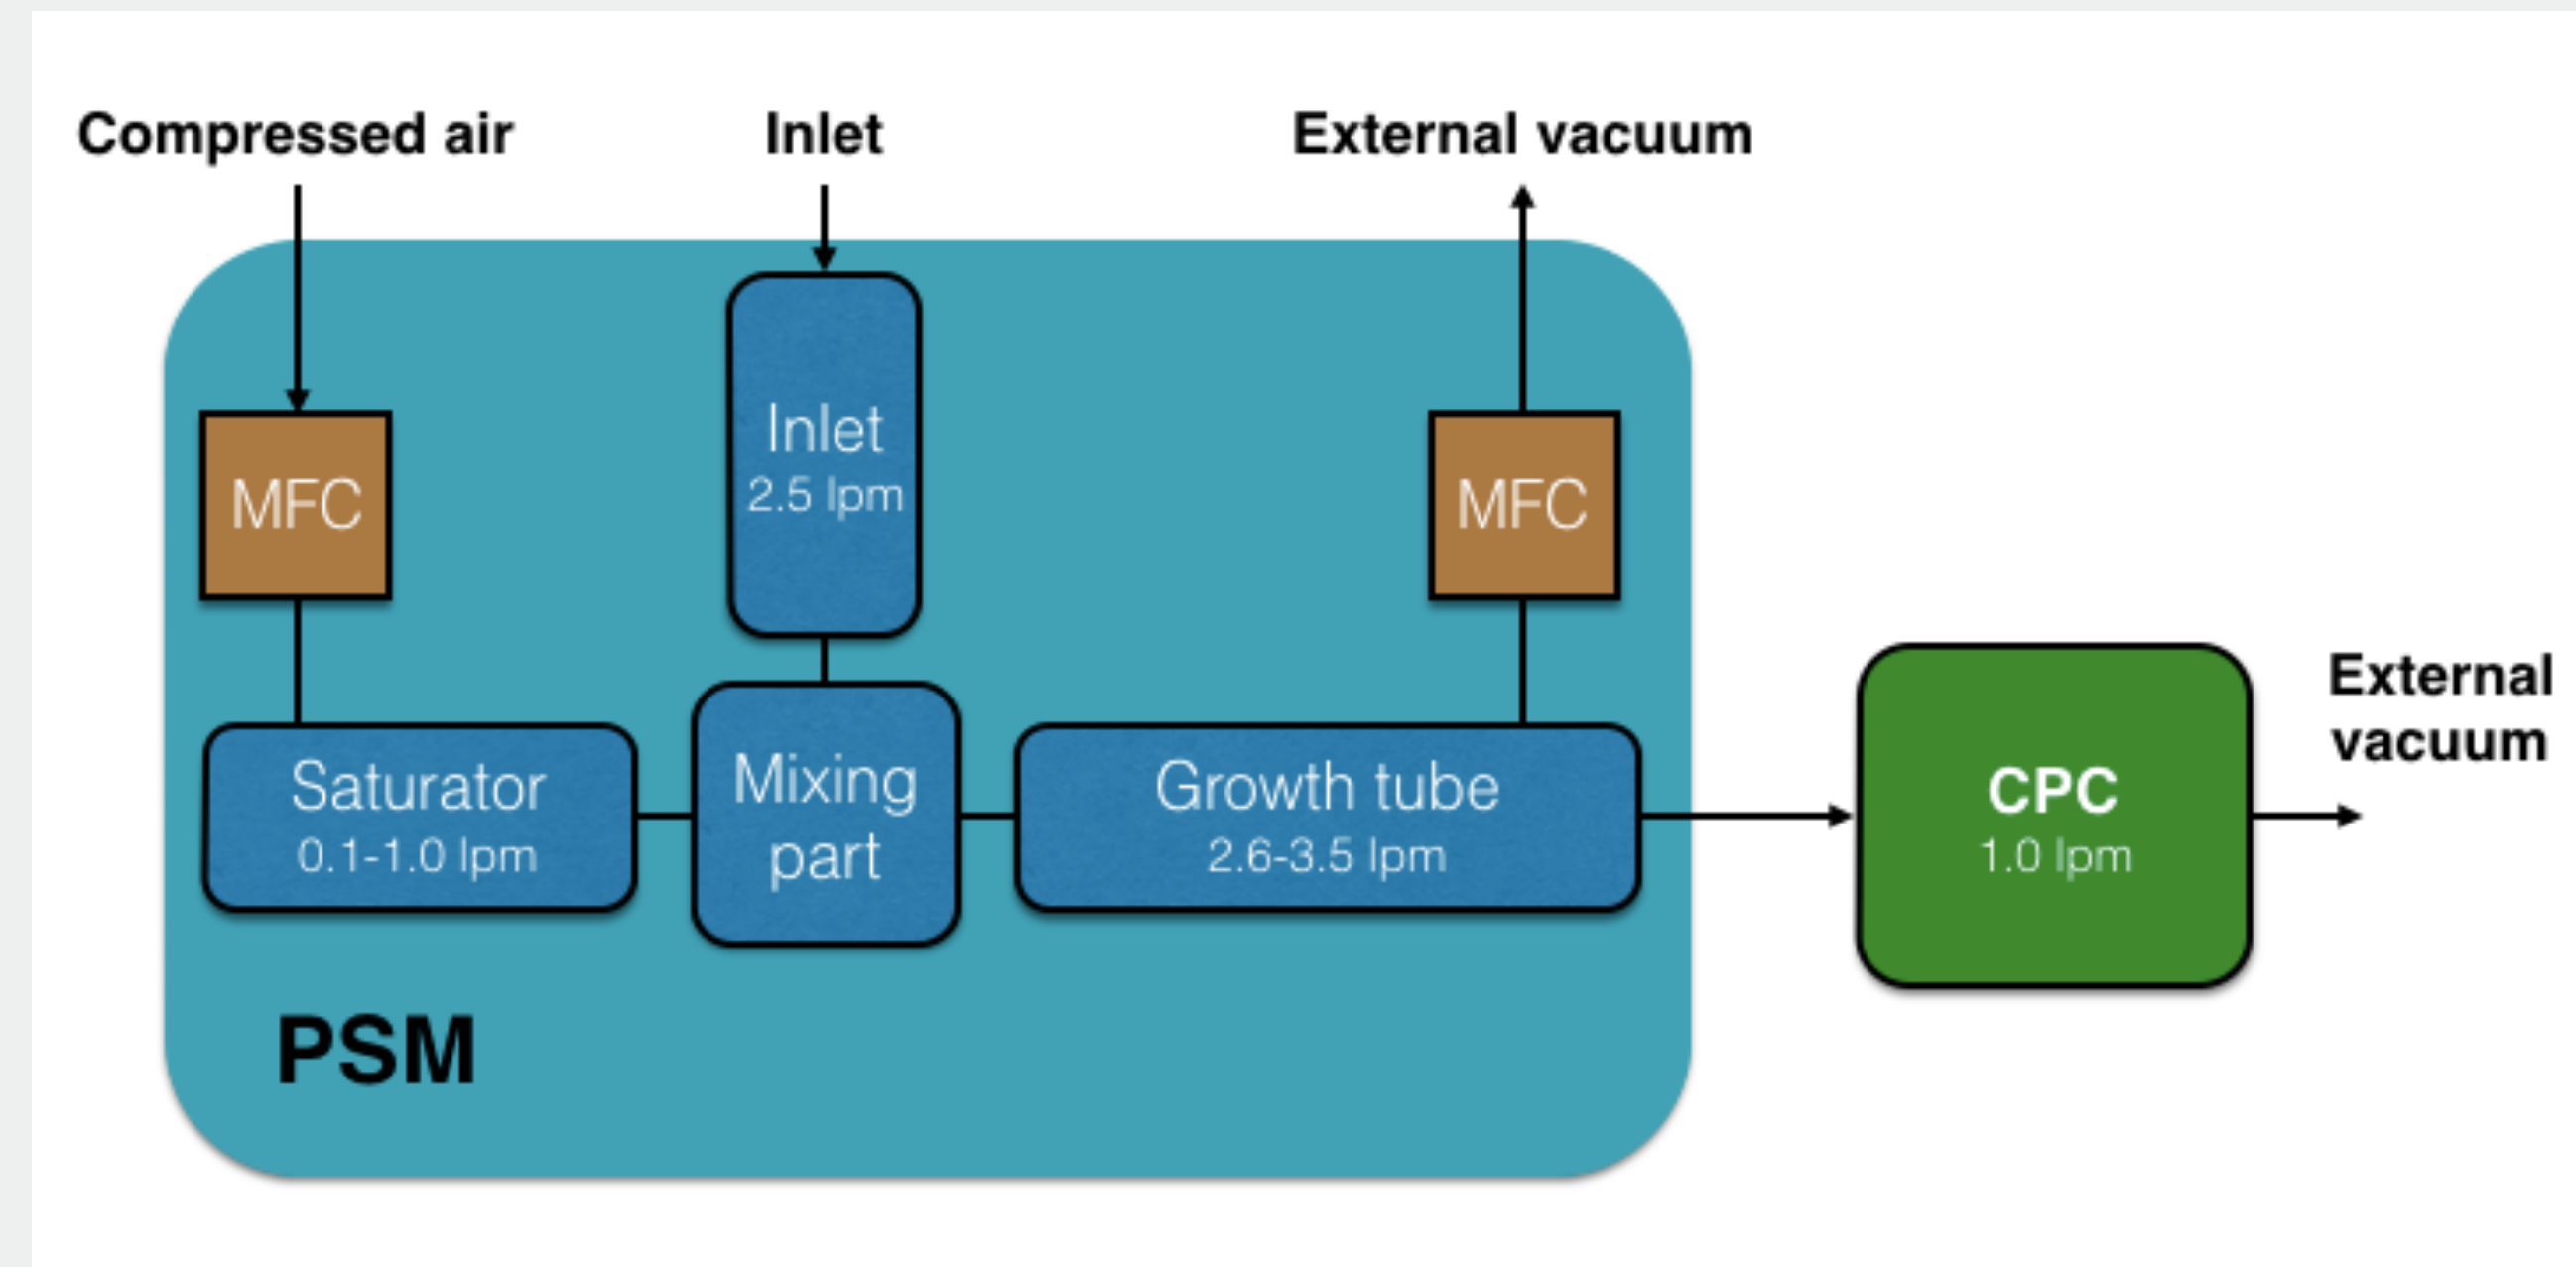 Compressed air
Inlet
External vacuum
MFC
Inlet
2.5 lpm
MFC
Saturator
0.1-1.0 lpm
Mixing
part
Growth tube
2.6-3.5 lpm
CPC
1.0 lpm
External
vacuum
PSM